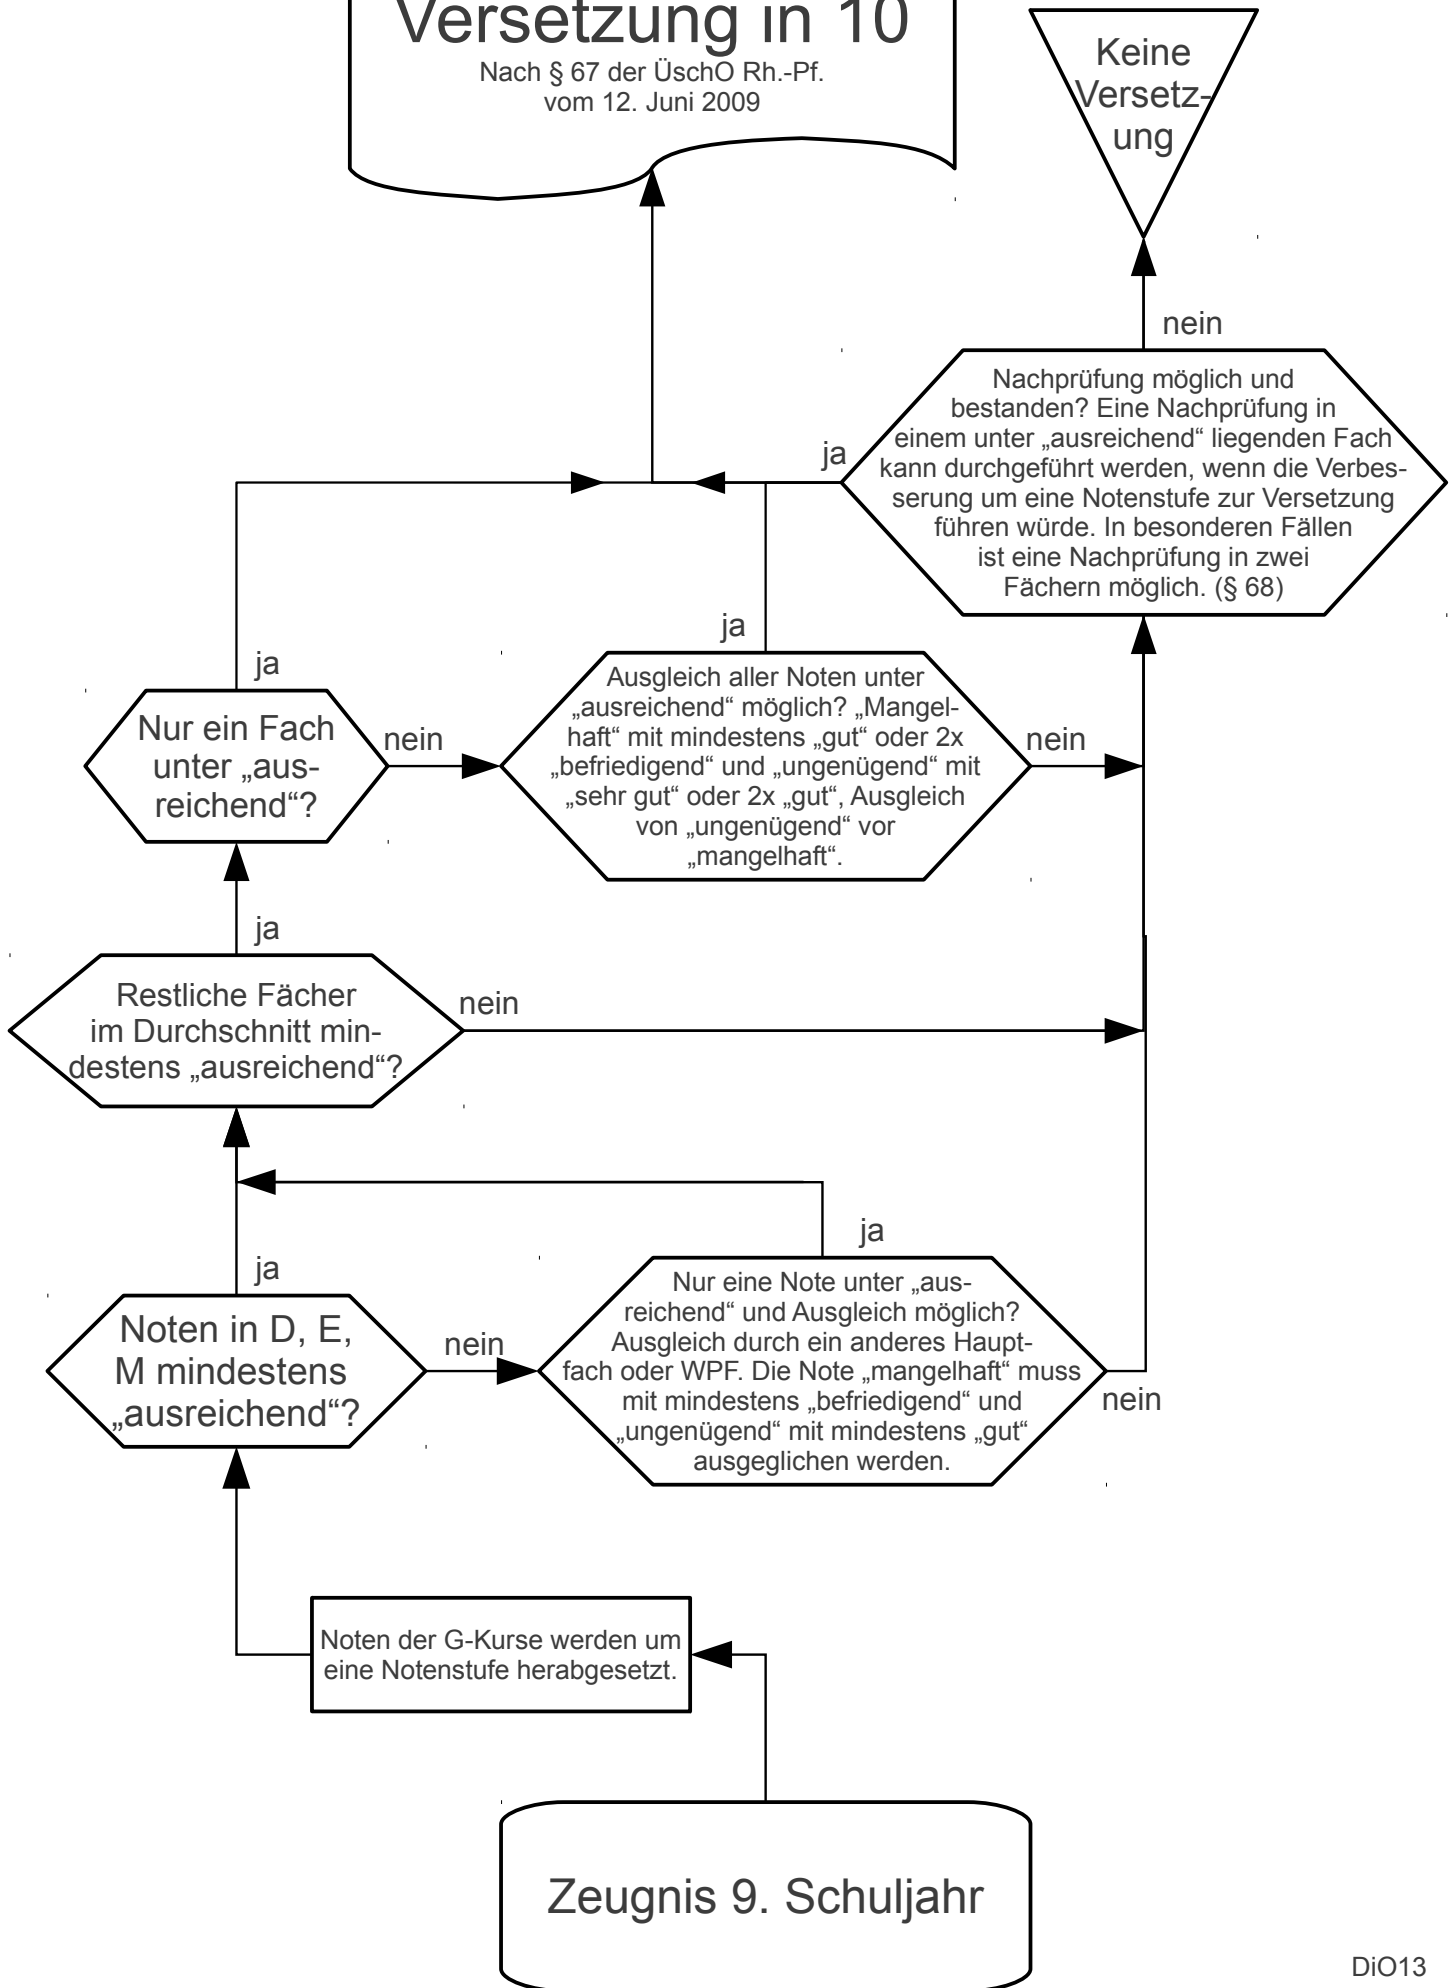 Versetzung in 10
Nach § 67 der ÜschO Rh.-Pf.
vom 12. Juni 2009
Keine
Versetz-
ung
nein
Nachprüfung möglich und
bestanden? Eine Nachprüfung in
einem unter „ausreichend“ liegenden Fach
kann durchgeführt werden, wenn die Verbes-
serung um eine Notenstufe zur Versetzung
führen würde. In besonderen Fällen
ist eine Nachprüfung in zwei
Fächern möglich. (§ 68)
ja
ja
ja
Nur ein Fach
unter „aus-
reichend“?
nein
Ausgleich aller Noten unter
„ausreichend“ möglich? „Mangel-
haft“ mit mindestens „gut“ oder 2x
„befriedigend“ und „ungenügend“ mit
„sehr gut“ oder 2x „gut“, Ausgleich
von „ungenügend“ vor
„mangelhaft“.
nein
ja
Restliche Fächer
im Durchschnitt min-
destens „ausreichend“?
nein
ja
ja
Noten in D, E,
M mindestens
„ausreichend“?
nein
Nur eine Note unter „aus-
reichend“ und Ausgleich möglich?
Ausgleich durch ein anderes Haupt-
fach oder WPF. Die Note „mangelhaft“ muss
mit mindestens „befriedigend“ und
„ungenügend“ mit mindestens „gut“
ausgeglichen werden.
nein
Noten der G-Kurse werden um
eine Notenstufe herabgesetzt.
Zeugnis 9. Schuljahr
DiO13